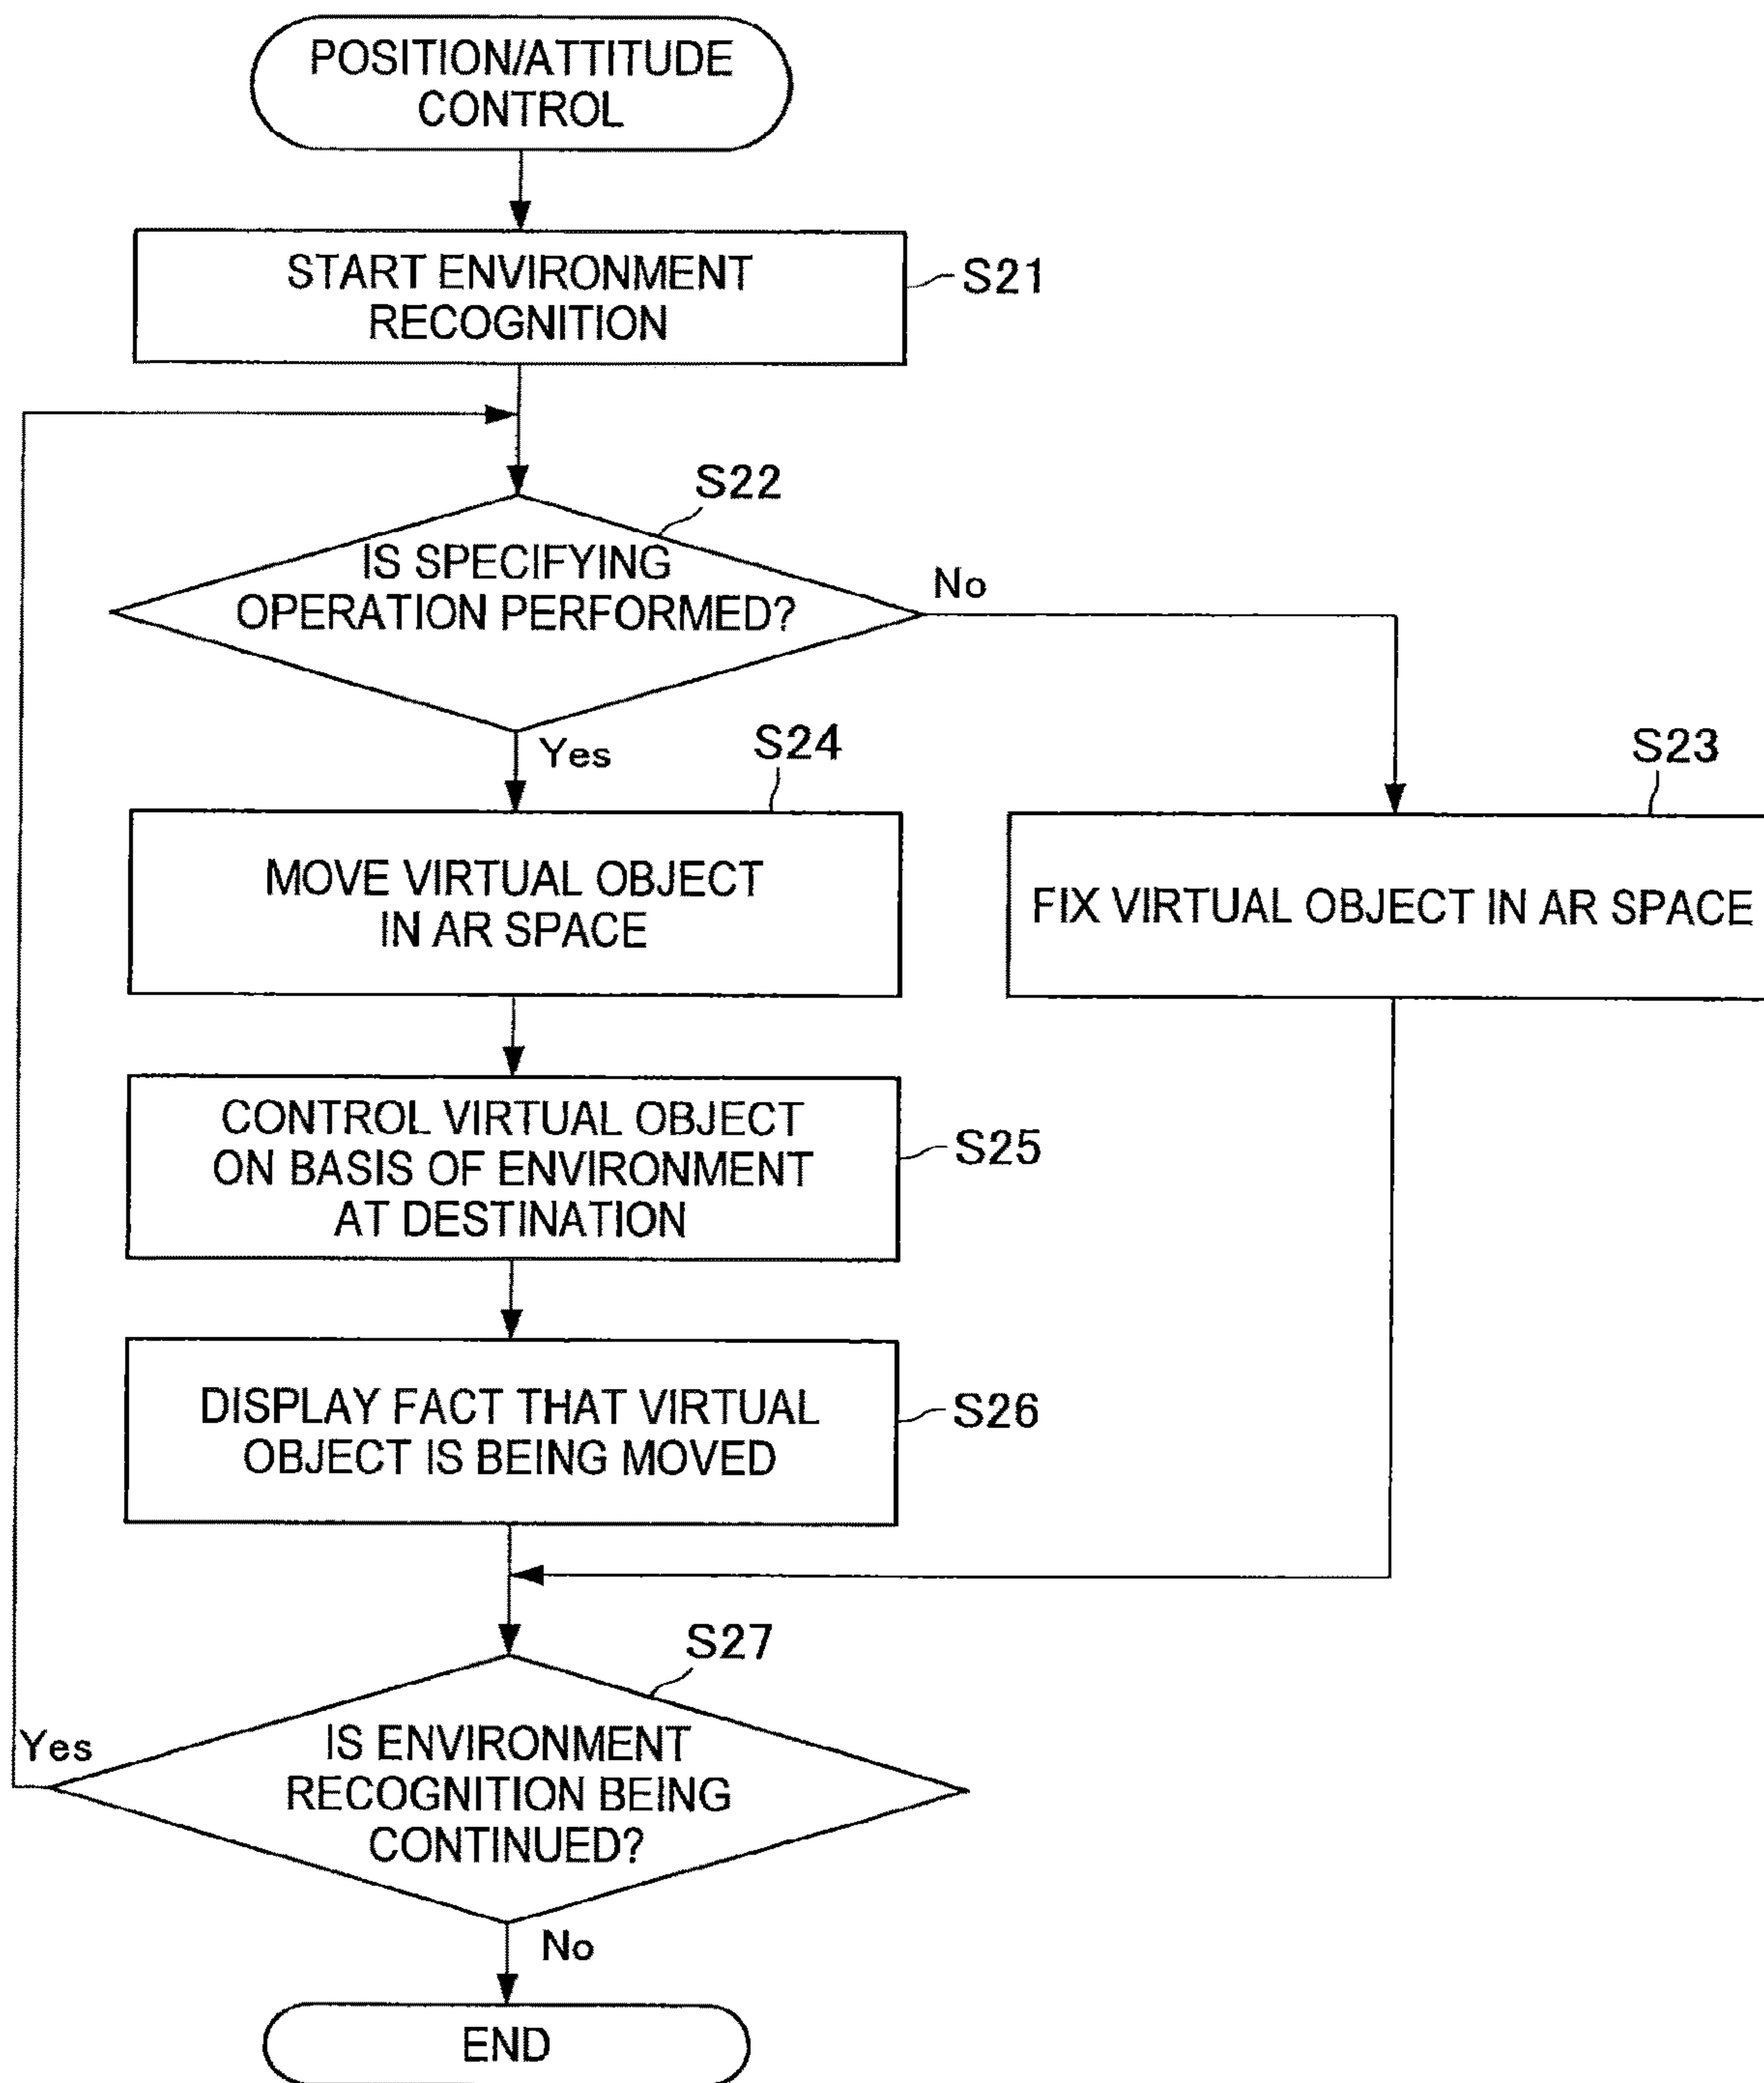 POSITION/ATTITUDE
CONTROL
START ENVIRONMENT
RECOGNITION
S21
S22
IS SPECIFYING
OPERATION PERFORMED?
No
Yes
S24
MOVE VIRTUAL OBJECT
IN AR SPACE
S23
FIX VIRTUAL OBJECT IN AR SPACE
CONTROL VIRTUAL OBJECT
ON BASIS OF ENVIRONMENT
AT DESTINATION
S25
DISPLAY FACT THAT VIRTUAL
OBJECT IS BEING MOVED
S26
S27
IS ENVIRONMENT
RECOGNITION BEING
CONTINUED?
Yes
No
END